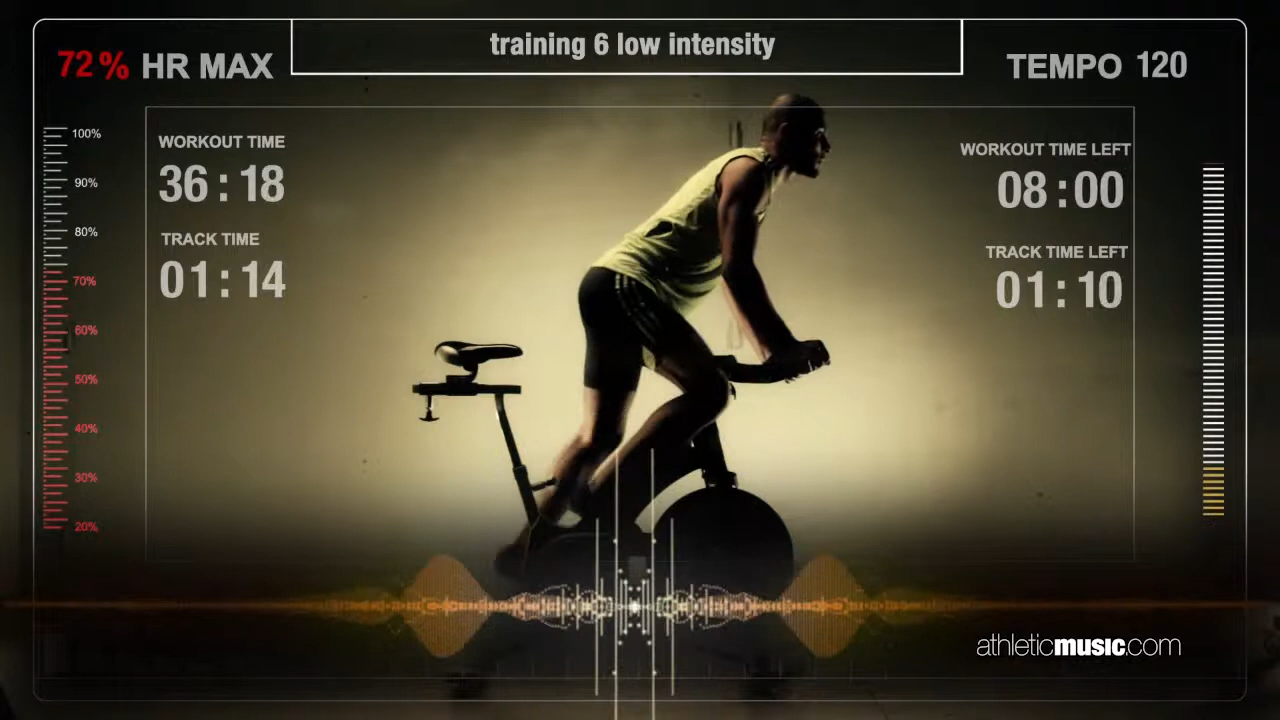 training 6 low intensity
72% HR MAX
TEMPO 120
100%
90%
80%
70%
60%
50%
40%
30%
20%
WORKOUT TIME
36:18
TRACK TIME
01:14
WORKOUT TIME LEFT
08:00
TRACK TIME LEFT
01:10
athleticmusic.com